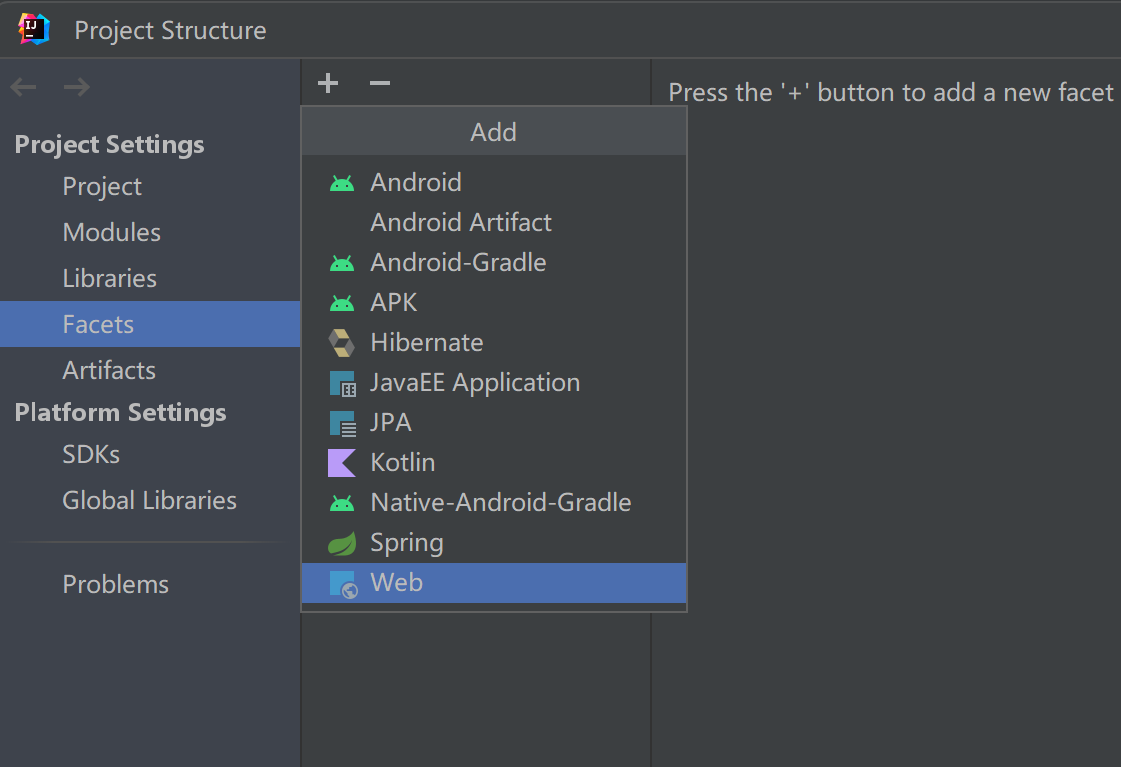 IJ
Project Structure
Press the '+' button to add a new facet
Project Settings
Project
Modules
Libraries
Facets
Artifacts
Platform Settings
SDKs
Global Libraries
Problems
Add
Android
Android Artifact
Android-Gradle
APK
Hibernate
JavaEE Application
JPA
Kotlin
Native-Android-Gradle
Spring
Web